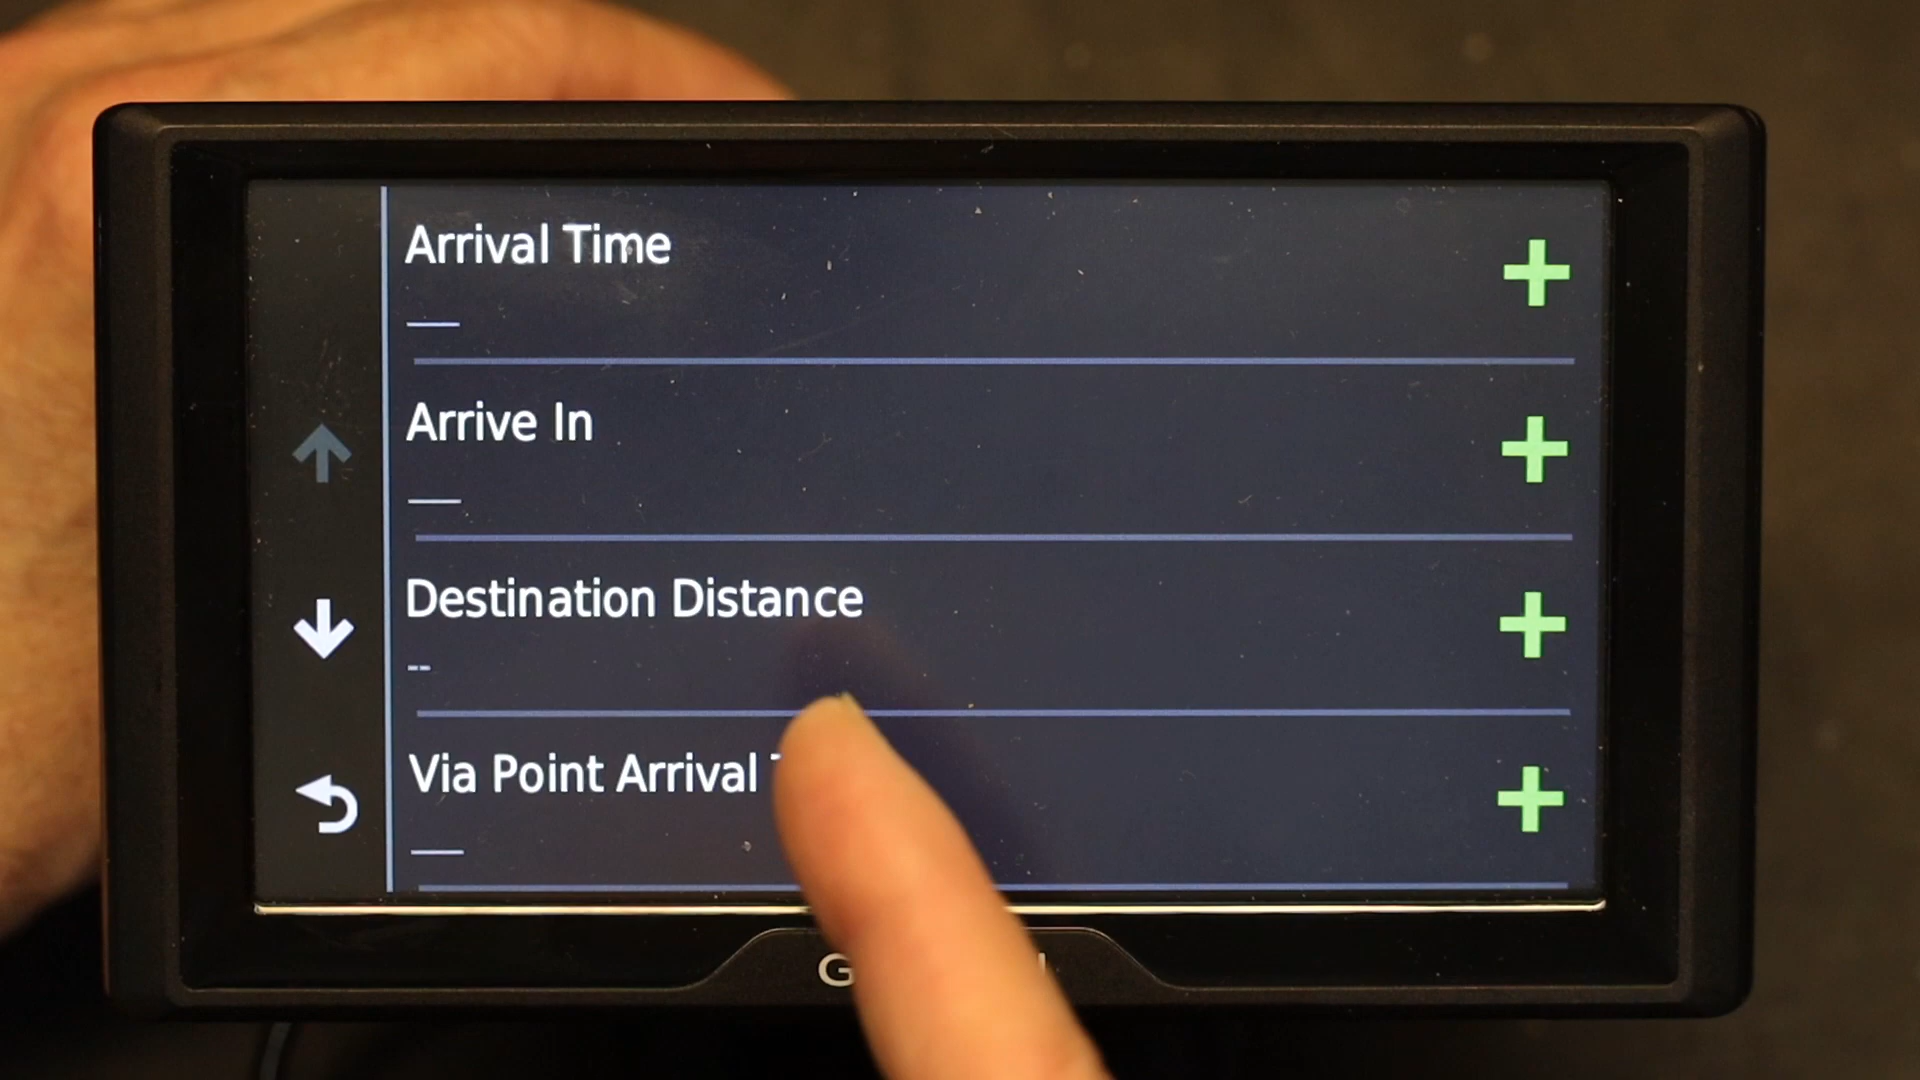 Arrival Time
—
Arrive In
—
Destination Distance
--
Via Point Arrival
—
G